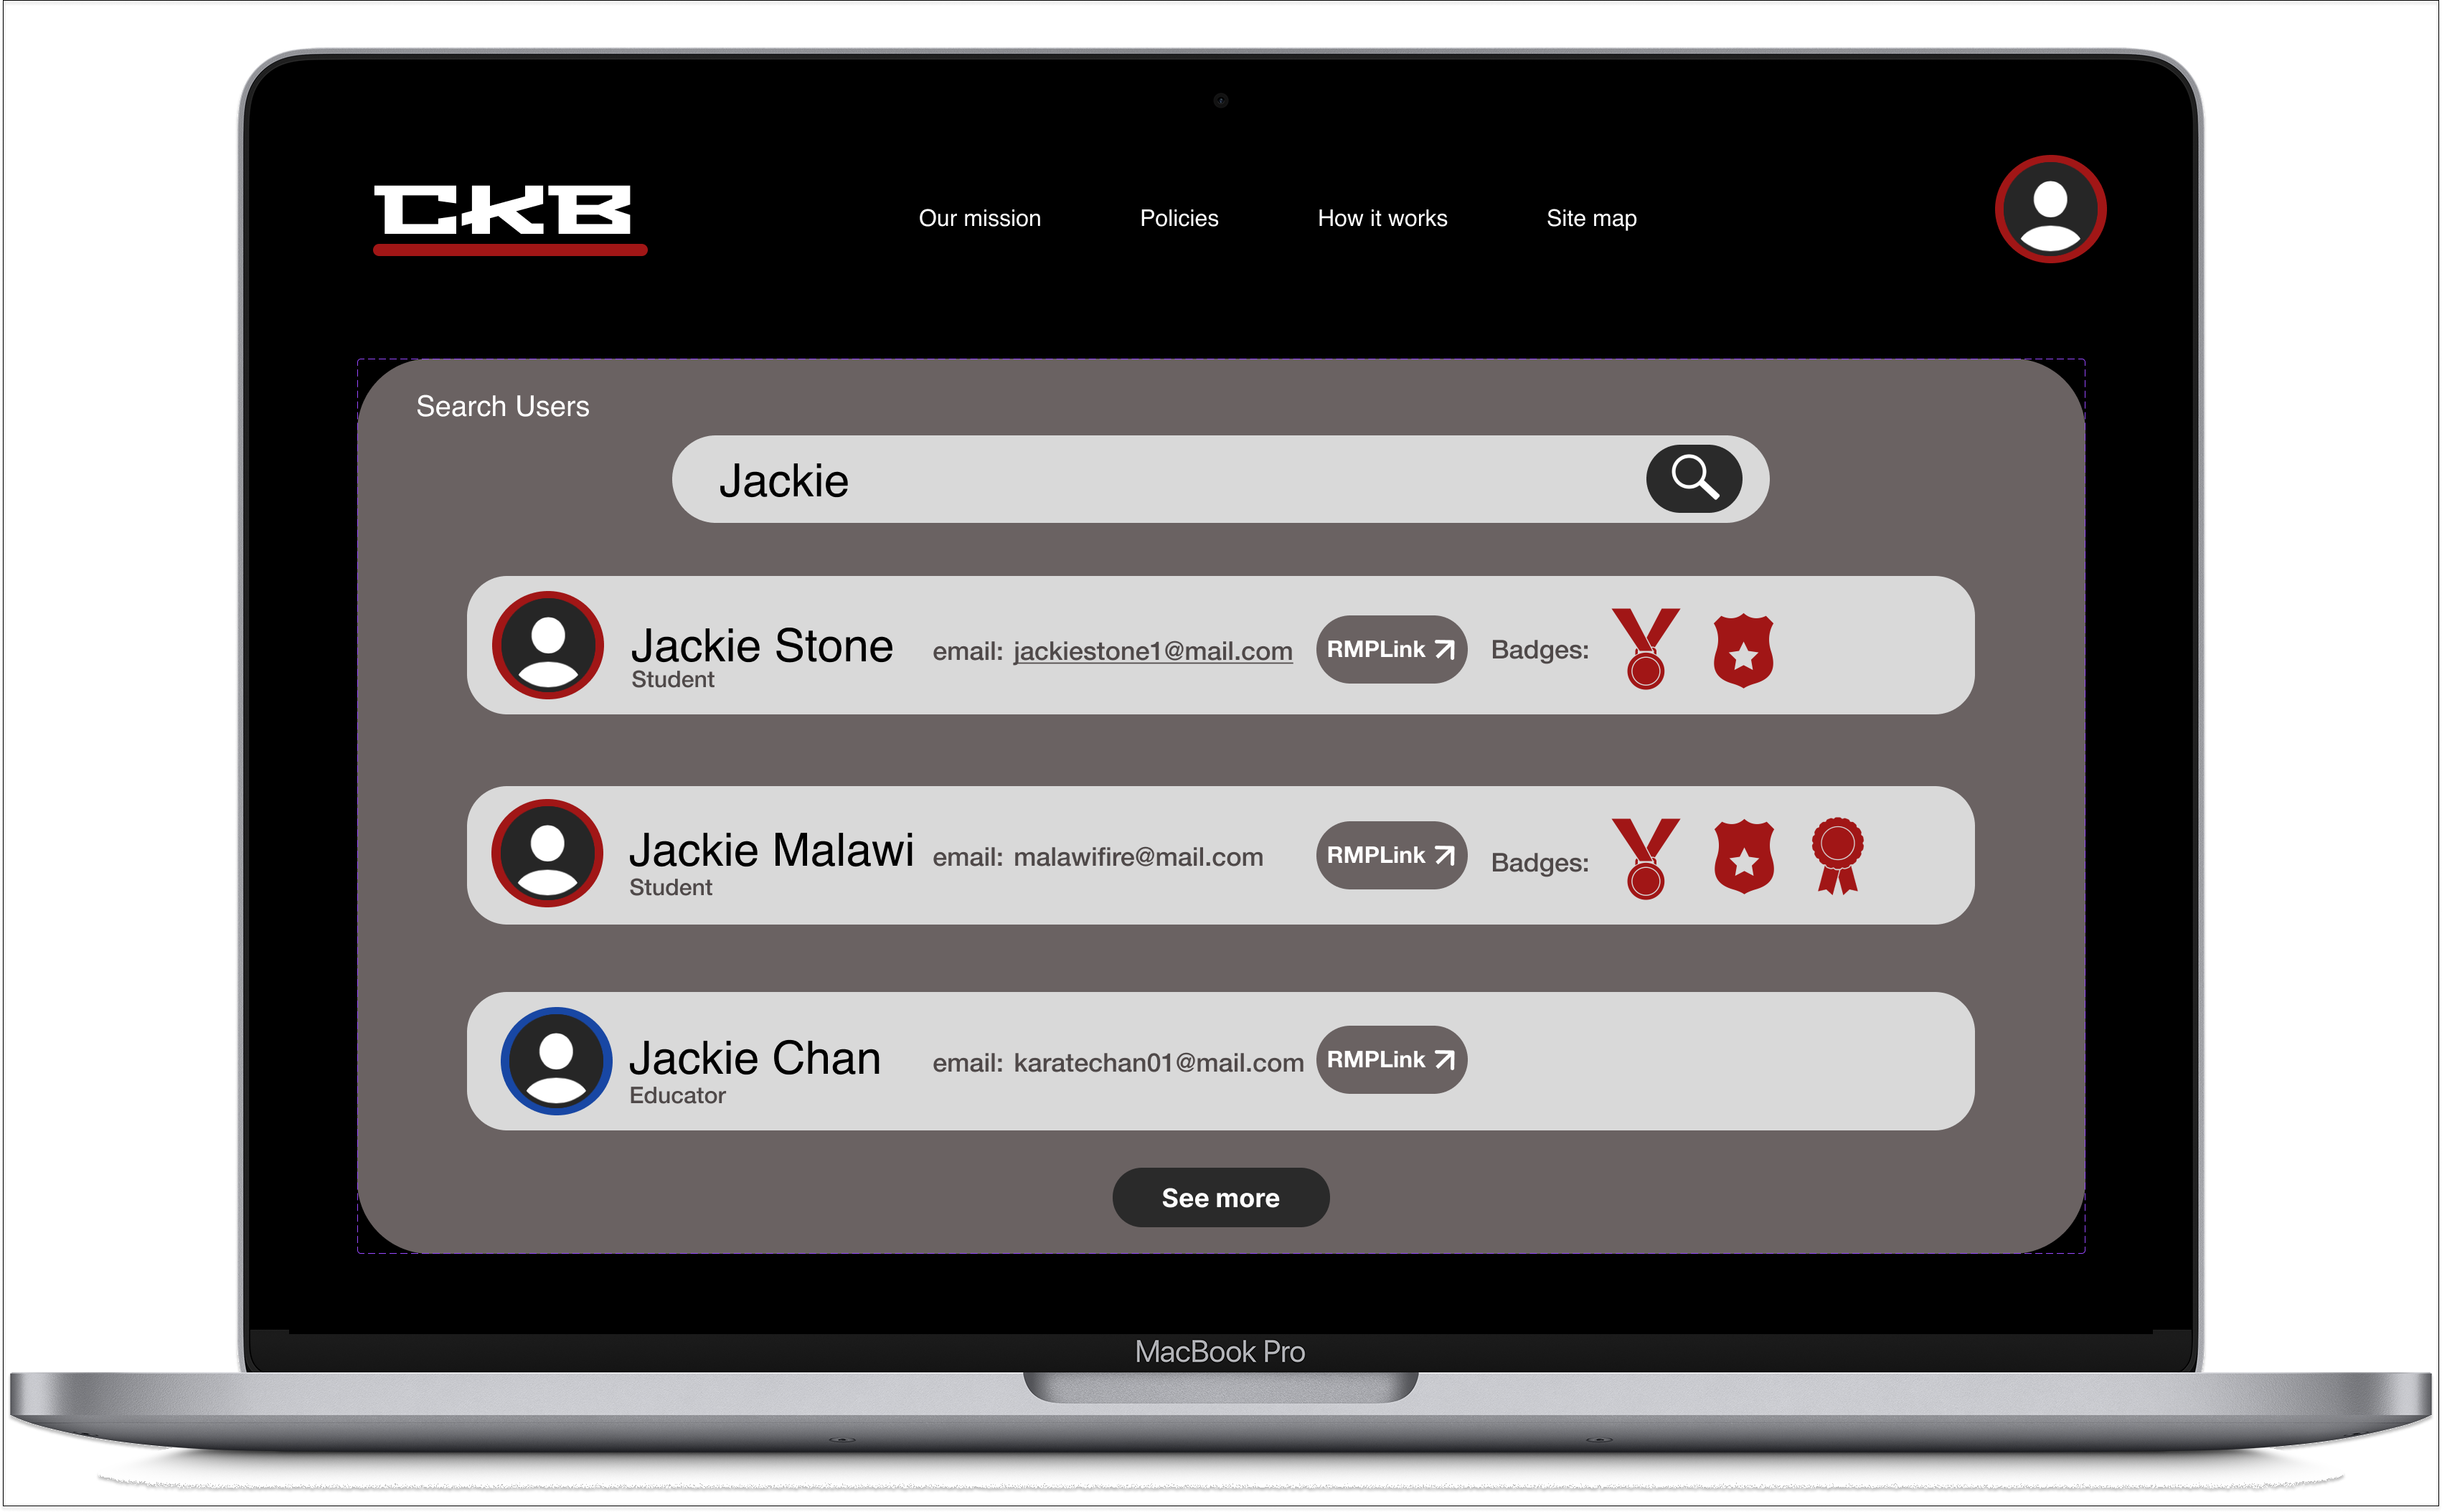 CKB
Our mission Policies How it works Site map
Search Users
Jackie
Jackie Stone email: jackiestone1@mail.com RMPLink Badges:
Student
Jackie Malawi email: malawifire@mail.com RMPLink Badges:
Student
Jackie Chan email: karatechan01@mail.com RMPLink
Educator
See more
MacBook Pro